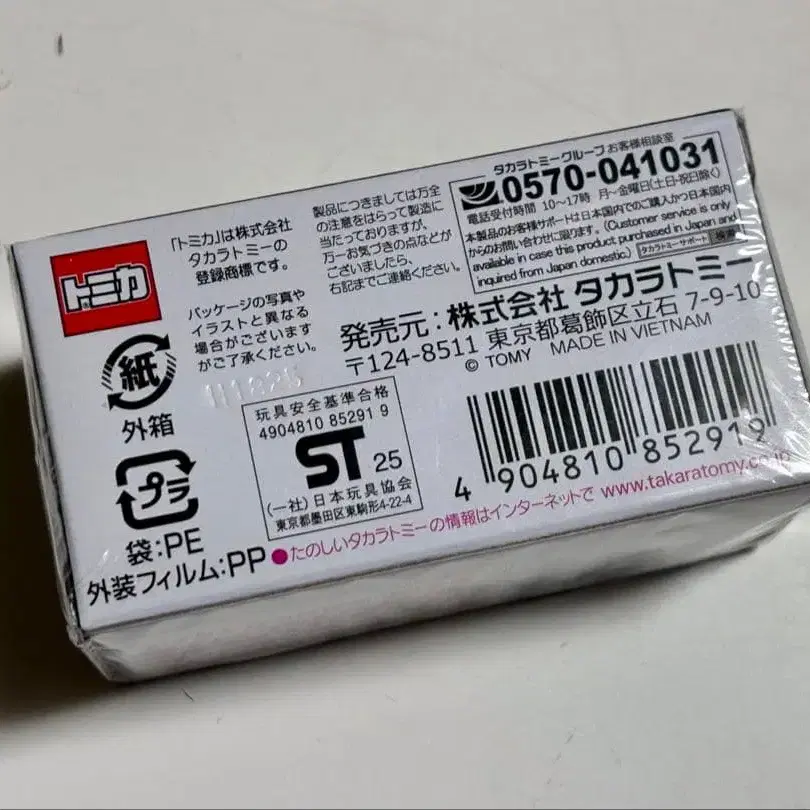 トミカ
「トミカ」は株式会社
タカラトミーの
登録商標です。
パッケージの写真や
イラストと異なる
場合がございます
がご了承ください。
製品につきましては万全
の注意をはらって製造に
当たっておりますが、
万一お気づきの点などが
ございましたら、
右記までご連絡ください。
タカラトミーグループ お客様相談室
0570-041031
電話受付時間 10～17時 月～金曜日(土日・祝日除く)
本製品のお客様サポートは日本国内でのご購入かつ日本国内
からのお問い合わせに限ります。(Customer service is only
available in case this product purchased in Japan and
inquired from Japan domestic.) タカラトミーサポート 検索
発売元:株式会社 タカラトミー
〒124-8511 東京都葛飾区立石 7-9-10
© TOMY MADE IN VIETNAM
紙
外箱
プラ
袋:PE
外装フィルム:PP
玩具安全基準合格
4904810 85291 9
ST 25
(一社)日本玩具協会
東京都墨田区東駒形4-22-4
4 904810 852919
●たのしいタカラトミーの情報はインターネットで www.takaratomy.co.jp